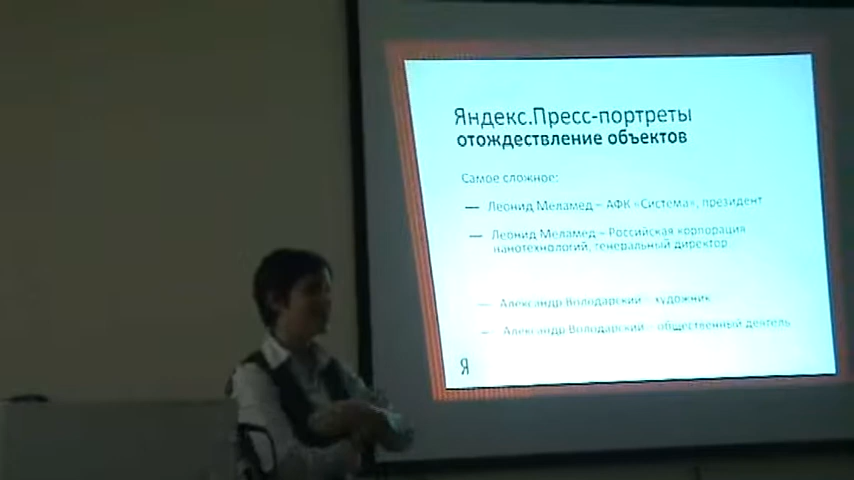 Яндекс.Пресс-портреты
отождествление объектов
Самое сложное:
— Леонид Меламед – АФК «Система», президент
— Леонид Меламед – Российская корпорация
нанотехнологий, генеральный директор
— Александр Володарский – художник
— Александр Володарский – общественный деятель
Я